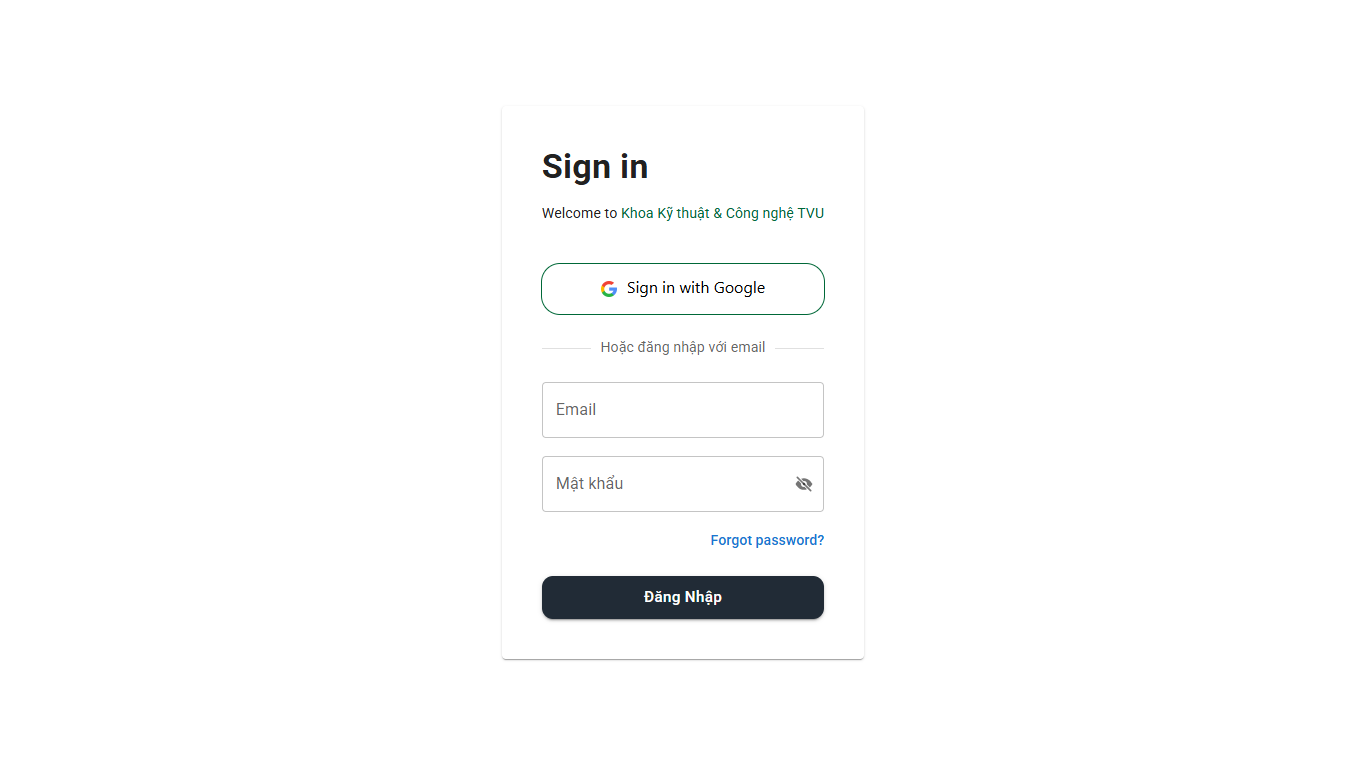 Sign in
Welcome to Khoa Kỹ thuật & Công nghệ TVU
Sign in with Google
Hoặc đăng nhập với email
Email
Mật khẩu
Forgot password?
Đăng Nhập